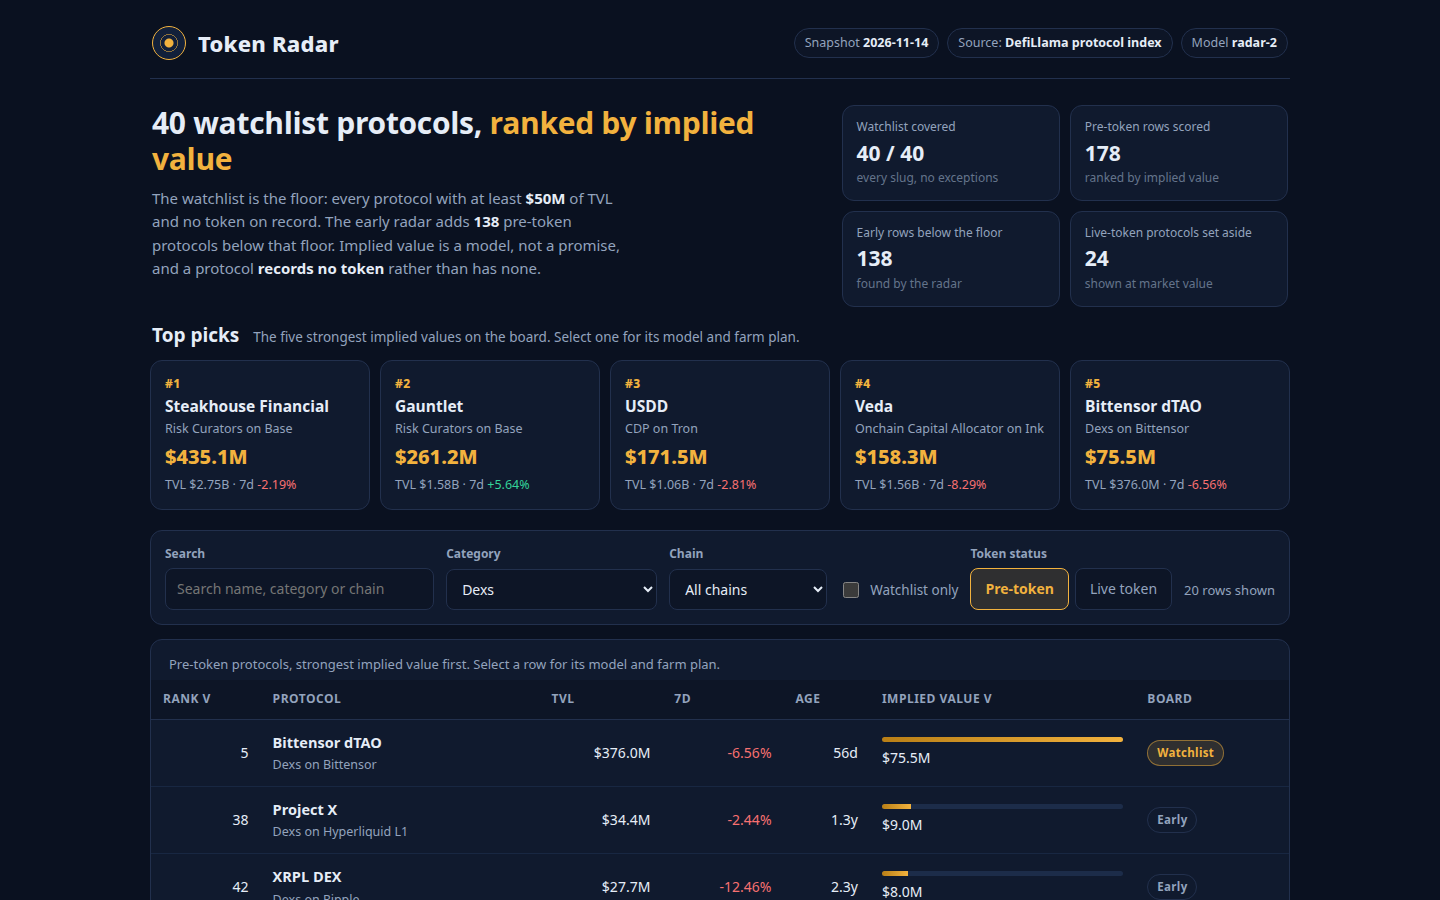 Token Radar
Snapshot 2026-11-14
Source: DefiLlama protocol index
Model radar-2
40 watchlist protocols, ranked by implied
value
The watchlist is the floor: every protocol with at least $50M of TVL
and no token on record. The early radar adds 138 pre-token
protocols below that floor. Implied value is a model, not a promise,
and a protocol records no token rather than has none.
Watchlist covered
40 / 40
every slug, no exceptions
Pre-token rows scored
178
ranked by implied value
Early rows below the floor
138
found by the radar
Live-token protocols set aside
24
shown at market value
Top picks The five strongest implied values on the board. Select one for its model and farm plan.
#1
Steakhouse Financial
Risk Curators on Base
$435.1M
TVL $2.75B · 7d -2.19%
#2
Gauntlet
Risk Curators on Base
$261.2M
TVL $1.58B · 7d +5.64%
#3
USDD
CDP on Tron
$171.5M
TVL $1.06B · 7d -2.81%
#4
Veda
Onchain Capital Allocator on Ink
$158.3M
TVL $1.56B · 7d -8.29%
#5
Bittensor dTAO
Dexs on Bittensor
$75.5M
TVL $376.0M · 7d -6.56%
Search
Search name, category or chain
Category
Dexs
Chain
All chains
Watchlist only
Token status
Pre-token
Live token
20 rows shown
Pre-token protocols, strongest implied value first. Select a row for its model and farm plan.
RANK V PROTOCOL TVL 7D AGE IMPLIED VALUE V BOARD
5 Bittensor dTAO $376.0M -6.56% 56d $75.5M Watchlist
Dexs on Bittensor
38 Project X $34.4M -2.44% 1.3y $9.0M Early
Dexs on Hyperliquid L1
42 XRPL DEX $27.7M -12.46% 2.3y $8.0M Early
Dexs on Ripple